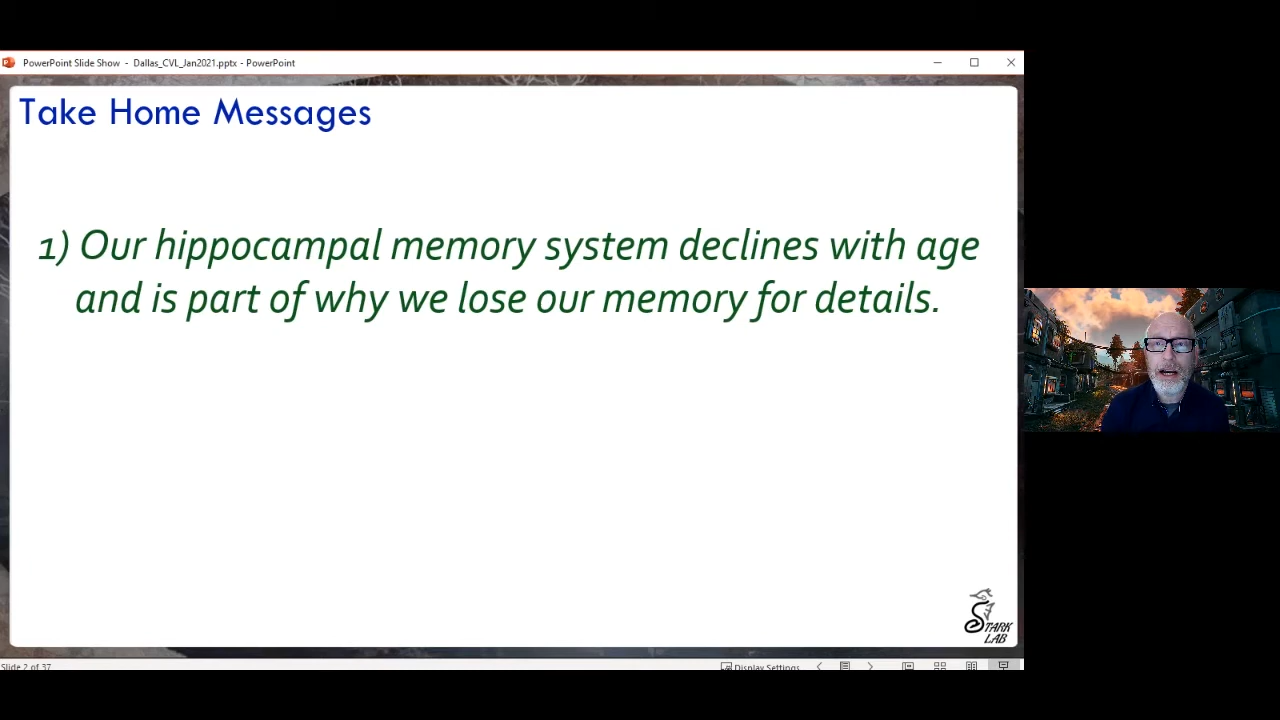 PowerPoint Slide Show - Dallas_CVL_Jan2021.pptx - PowerPoint
Take Home Messages
1) Our hippocampal memory system declines with age
and is part of why we lose our memory for details.
STARK
LAB
Slide 2 of 37
Display Settings